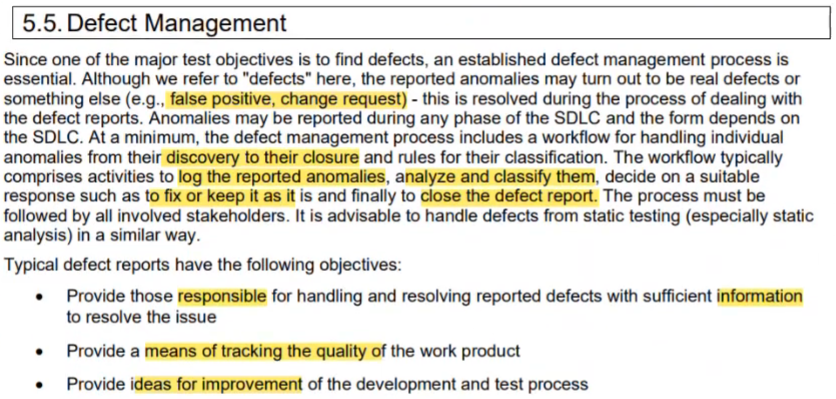 5.5. Defect Management
Since one of the major test objectives is to find defects, an established defect management process is
essential. Although we refer to "defects" here, the reported anomalies may turn out to be real defects or
something else (e.g., false positive, change request) - this is resolved during the process of dealing with
the defect reports. Anomalies may be reported during any phase of the SDLC and the form depends on
the SDLC. At a minimum, the defect management process includes a workflow for handling individual
anomalies from their discovery to their closure and rules for their classification. The workflow typically
comprises activities to log the reported anomalies, analyze and classify them, decide on a suitable
response such as to fix or keep it as it is and finally to close the defect report. The process must be
followed by all involved stakeholders. It is advisable to handle defects from static testing (especially static
analysis) in a similar way.
Typical defect reports have the following objectives:
• Provide those responsible for handling and resolving reported defects with sufficient information
to resolve the issue
• Provide a means of tracking the quality of the work product
• Provide ideas for improvement of the development and test process